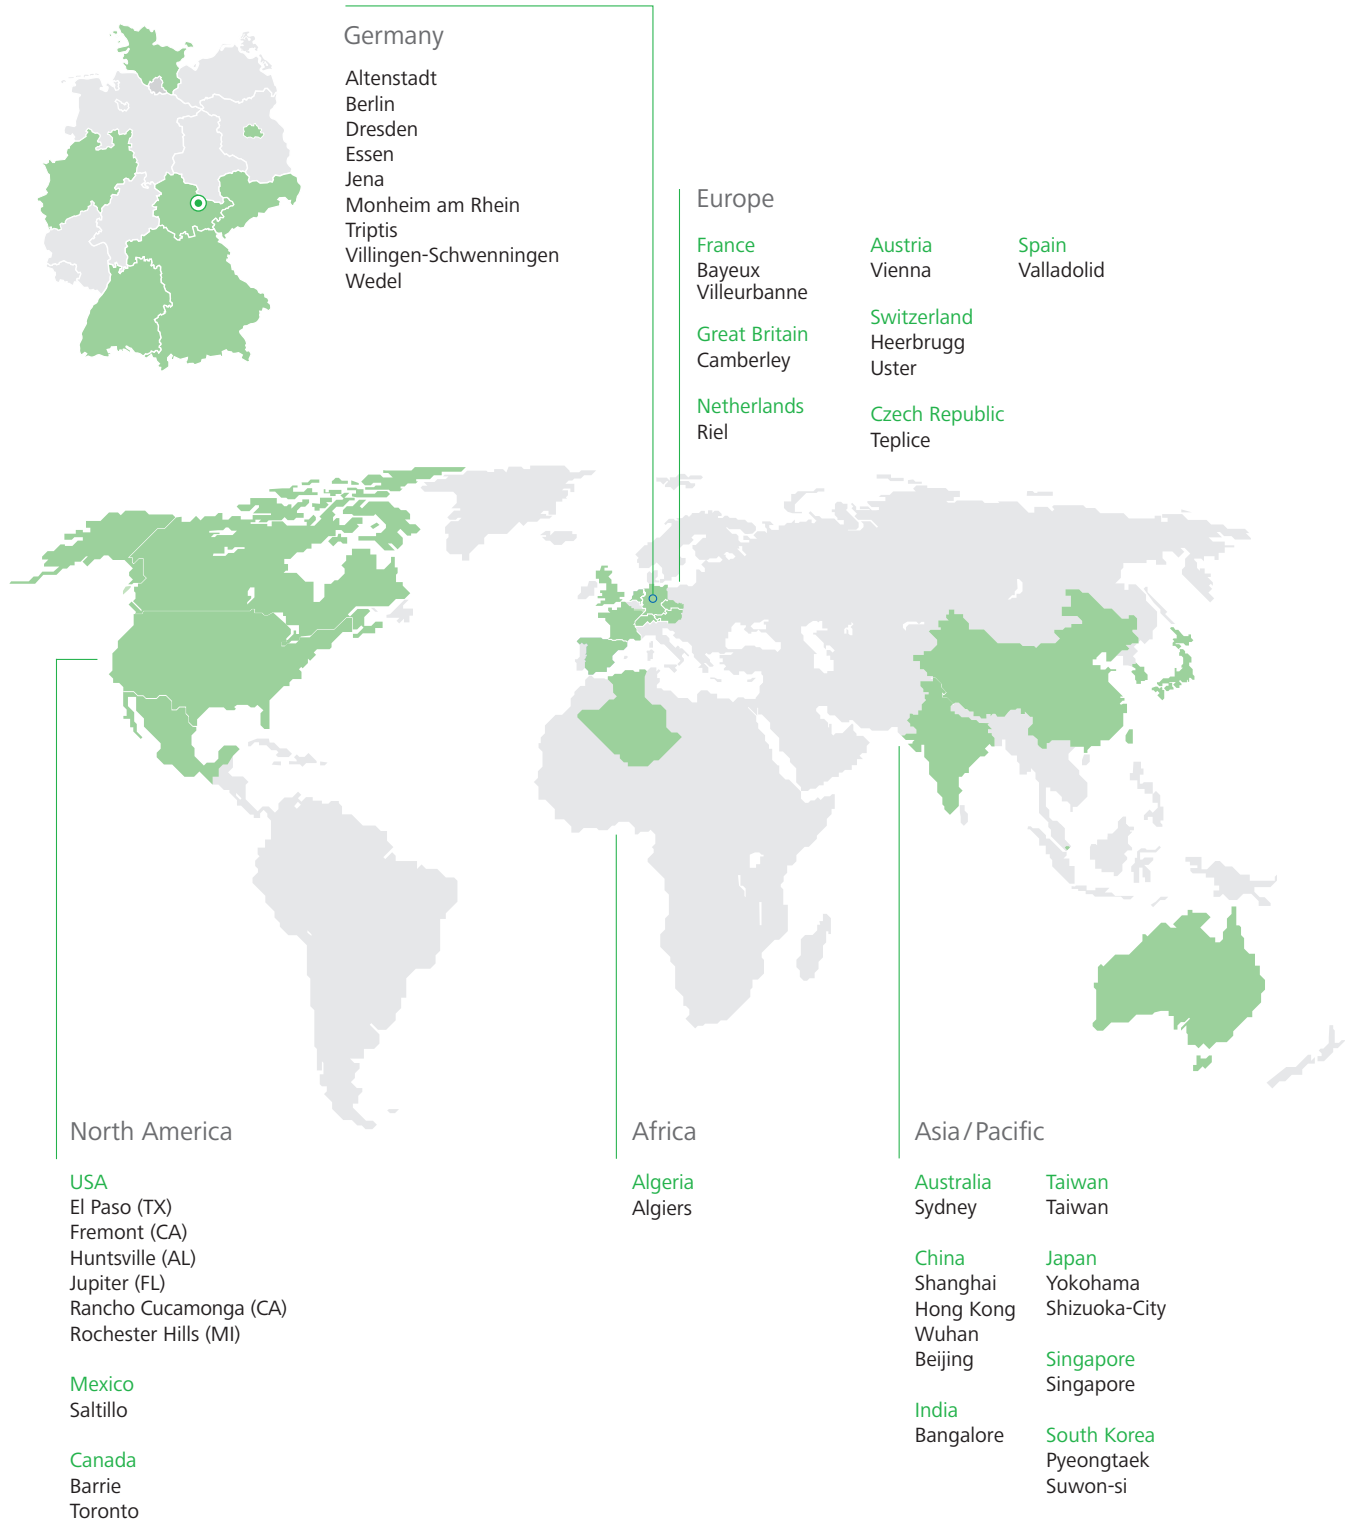 Germany
Altenstadt
Berlin
Dresden
Essen
Jena
Monheim am Rhein
Triptis
Villingen-Schwenningen
Wedel
Europe
France
Bayeux
Villeurbanne
Great Britain
Camberley
Netherlands
Riel
Austria
Vienna
Switzerland
Heerbrugg
Uster
Czech Republic
Teplice
Spain
Valladolid
North America
USA
El Paso (TX)
Fremont (CA)
Huntsville (AL)
Jupiter (FL)
Rancho Cucamonga (CA)
Rochester Hills (MI)
Mexico
Saltillo
Canada
Barrie
Toronto
Africa
Algeria
Algiers
Asia/Pacific
Australia
Sydney
China
Shanghai
Hong Kong
Wuhan
Beijing
India
Bangalore
Taiwan
Taiwan
Japan
Yokohama
Shizuoka-City
Singapore
Singapore
South Korea
Pyeongtaek
Suwon-si